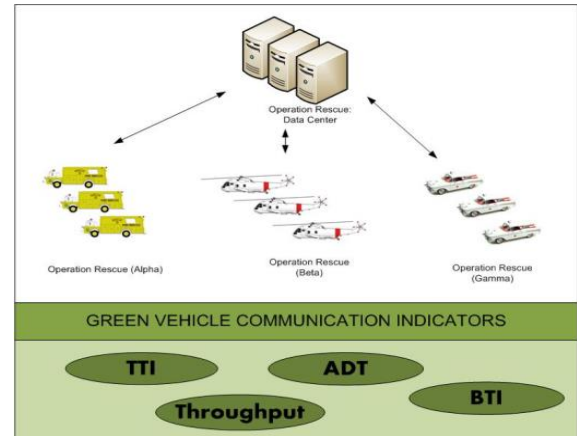 Operation Rescue:
Data Center
Operation Rescue (Alpha)
Operation Rescue
(Beta)
Operation Rescue
(Gamma)
GREEN VEHICLE COMMUNICATION INDICATORS
TTI
ADT
BTI
Throughput